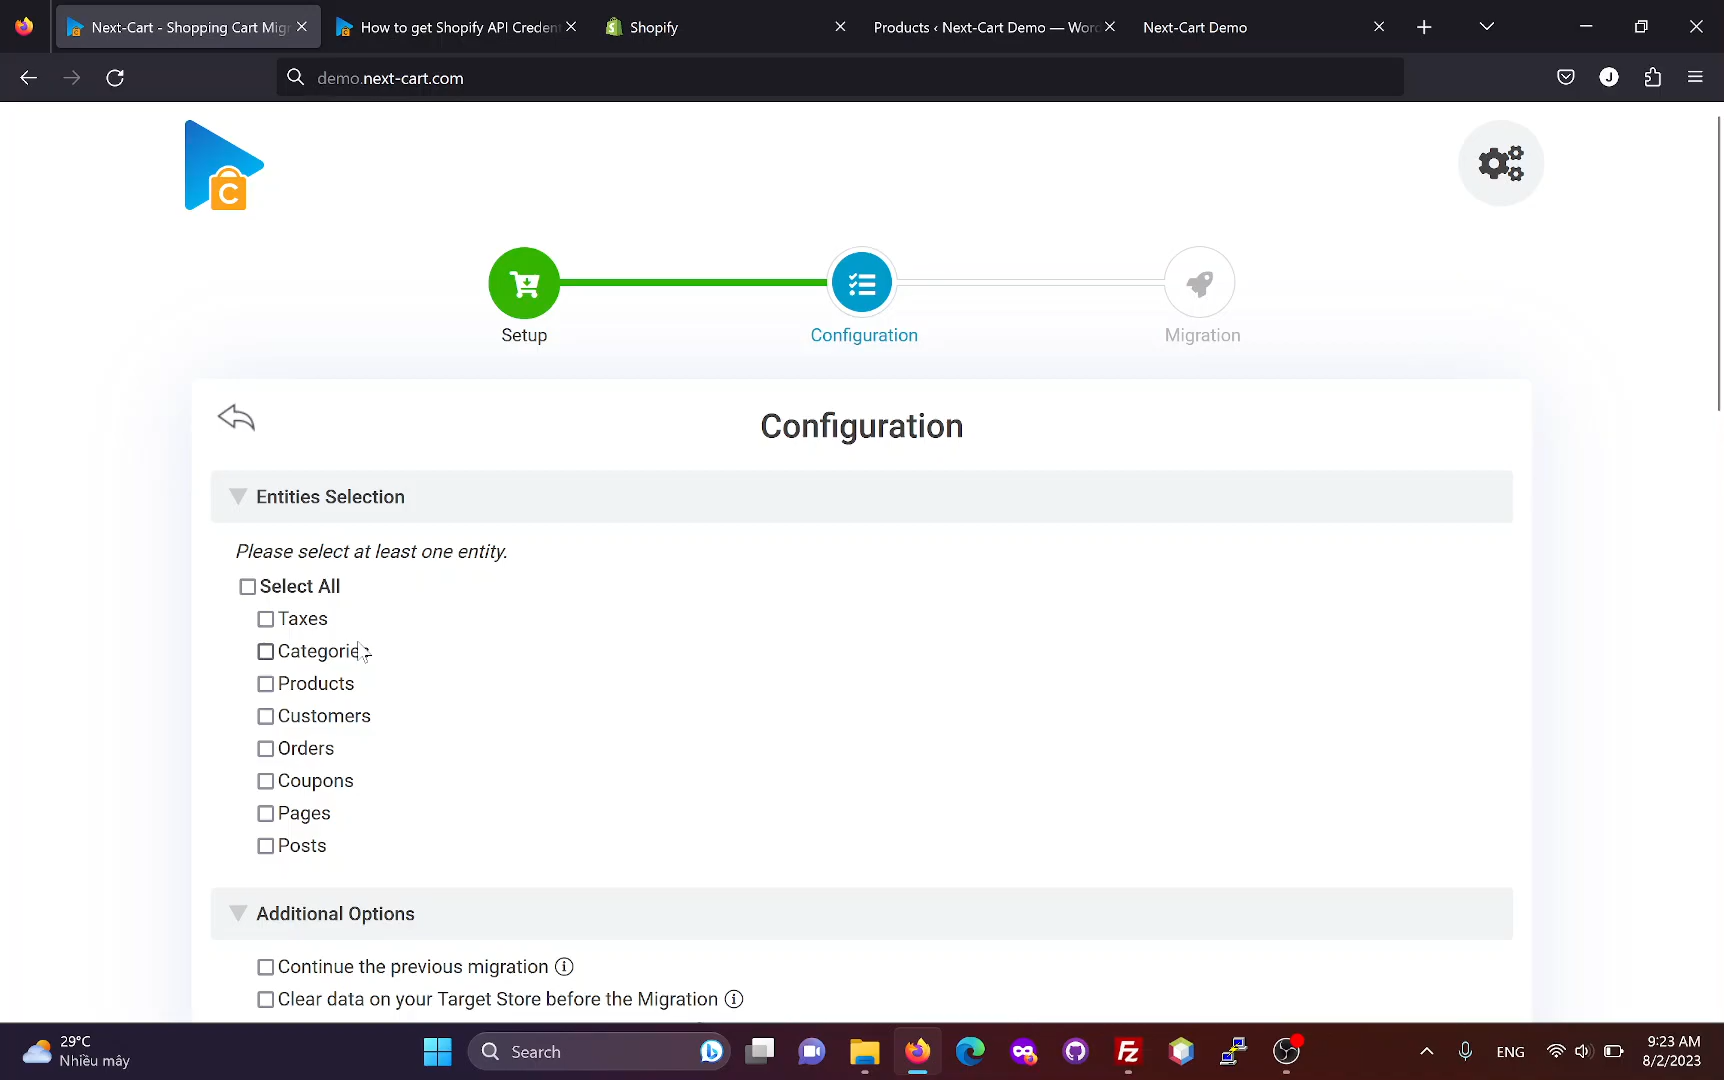 Next-Cart - Shopping Cart Migr
How to get Shopify API Creden
Shopify
Products ‹ Next-Cart Demo — Wor
Next-Cart Demo
demo.next-cart.com
J
C
Setup
Configuration
Migration
Configuration
Entities Selection
Please select at least one entity.
Select All
Taxes
Categorie
Products
Customers
Orders
Coupons
Pages
Posts
Additional Options
Continue the previous migration
Clear data on your Target Store before the Migration
29°C
Nhiều mây
Search
Fz
ENG
9:23 AM
8/2/2023